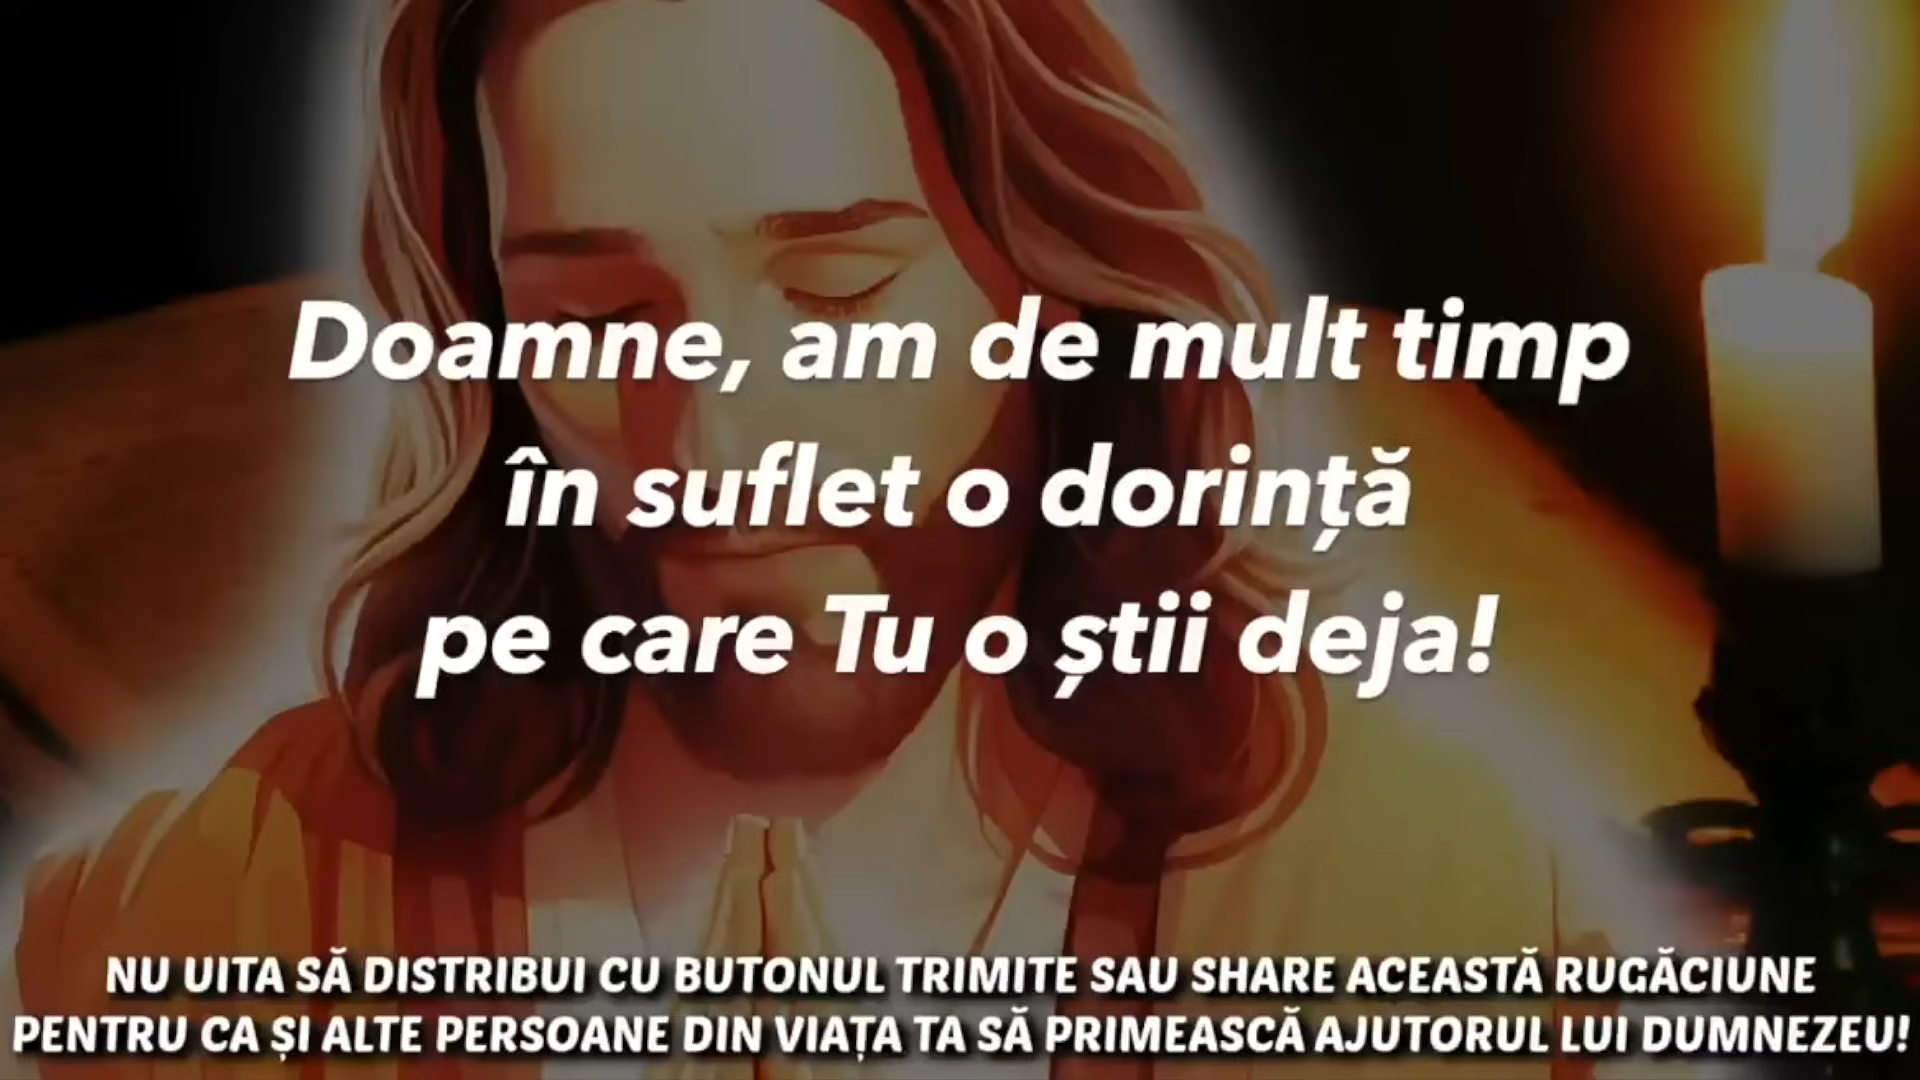 Doamne, am de mult timp
în suflet o dorință
pe care Tu o știi deja!
NU UITA SĂ DISTRIBUI CU BUTONUL TRIMITE SAU SHARE ACEASTĂ RUGĂCIUNE
PENTRU CA ȘI ALTE PERSOANE DIN VIAȚA TA SĂ PRIMEASCĂ AJUTORUL LUI DUMNEZEU!